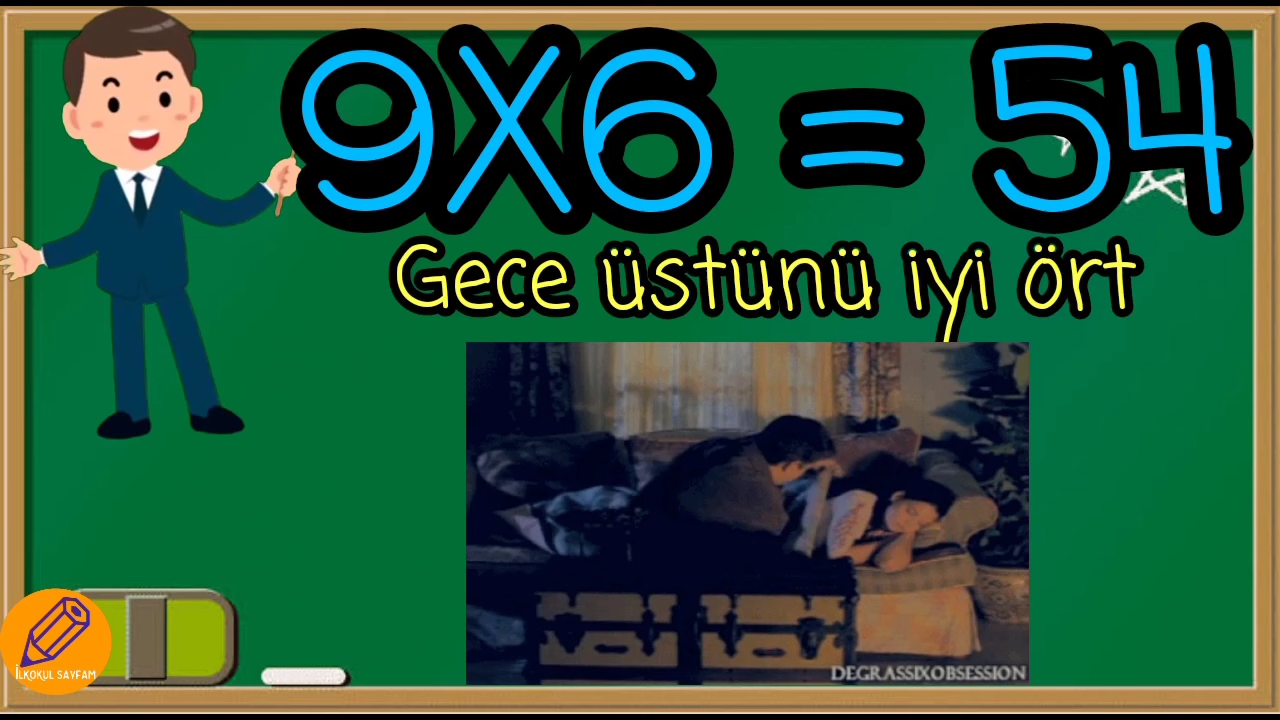 9X6 = 54
Gece üstünü iyi ört
DEGRASSIXOBSESSION
İLKOKUL SAYFAM